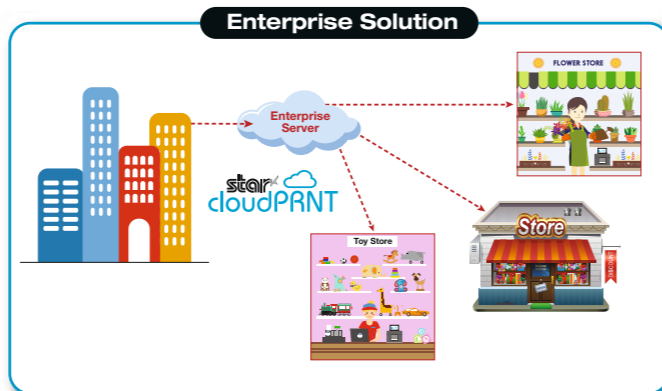 Enterprise Solution
FLOWER STORE
Enterprise
Server
star
cloudPRNT
Store
Toy Store